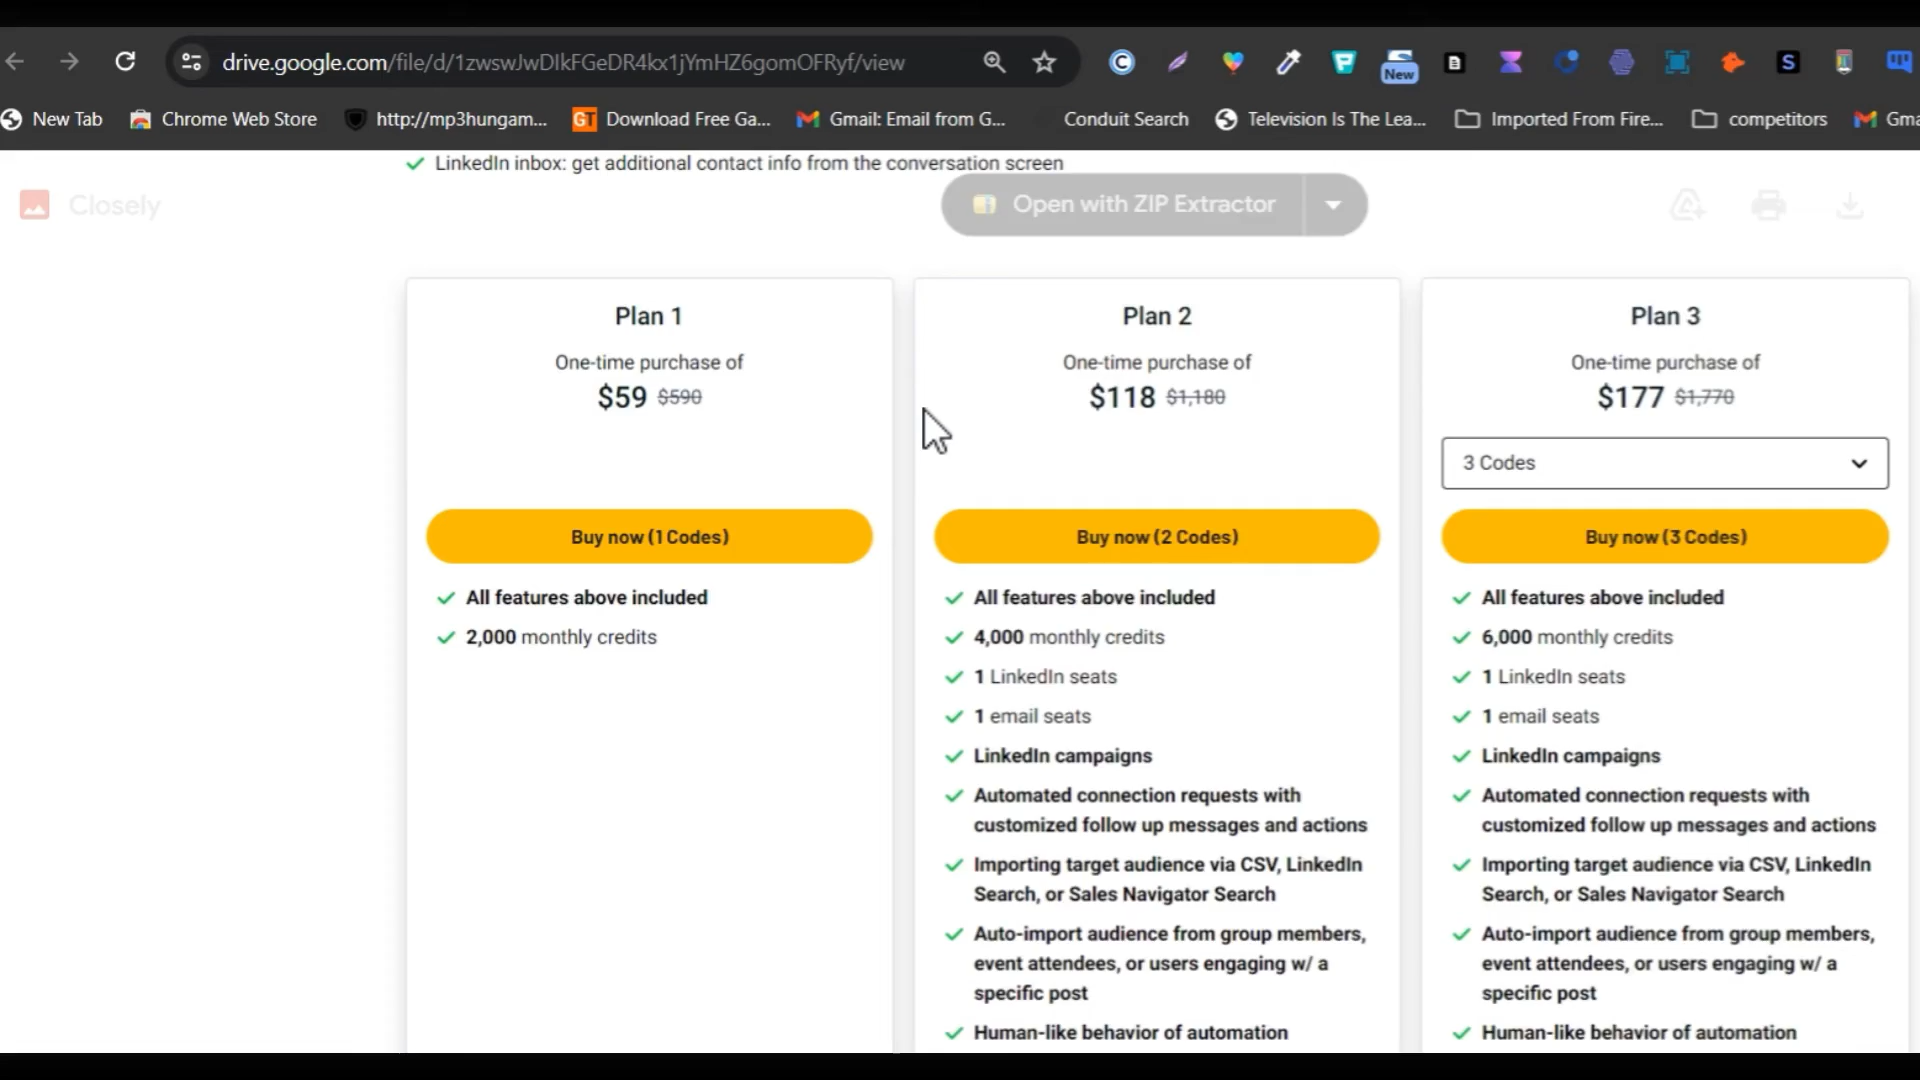 drive.google.com/file/d/1zwswJwDIkFGeDR4kx1jYmHZ6gomOFRyf/view
New
S
New Tab
Chrome Web Store
http://mp3hungam...
GT
Download Free Ga...
Gmail: Email from G...
Conduit Search
Television Is The Lea...
Imported From Fire...
competitors
Gma
LinkedIn inbox: get additional contact info from the conversation screen
Closely
Open with ZIP Extractor
Plan 1
One-time purchase of
$59 $590
Buy now (1 Codes)
All features above included
2,000 monthly credits
Plan 2
One-time purchase of
$118 $1,180
Buy now (2 Codes)
All features above included
4,000 monthly credits
1 LinkedIn seats
1 email seats
LinkedIn campaigns
Automated connection requests with
customized follow up messages and actions
Importing target audience via CSV, LinkedIn
Search, or Sales Navigator Search
Auto-import audience from group members,
event attendees, or users engaging w/ a
specific post
Human-like behavior of automation
Plan 3
One-time purchase of
$177 $1,770
3 Codes
Buy now (3 Codes)
All features above included
6,000 monthly credits
1 LinkedIn seats
1 email seats
LinkedIn campaigns
Automated connection requests with
customized follow up messages and actions
Importing target audience via CSV, LinkedIn
Search, or Sales Navigator Search
Auto-import audience from group members,
event attendees, or users engaging w/ a
specific post
Human-like behavior of automation